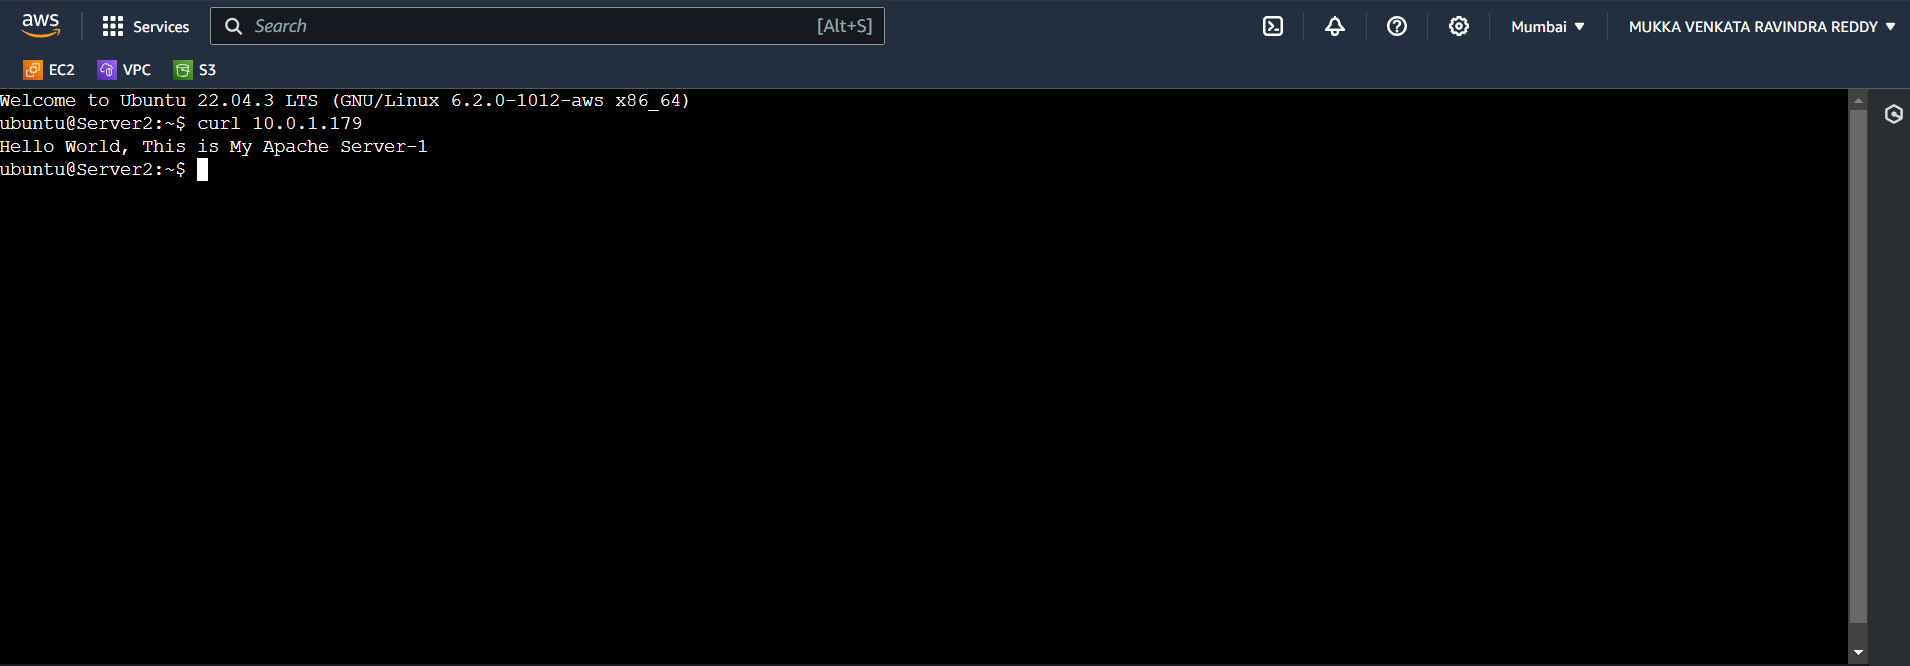 aws Services Search [Alt+S] Mumbai MUKKA VENKATA RAVINDRA REDDY
EC2 VPC S3
Welcome to Ubuntu 22.04.3 LTS (GNU/Linux 6.2.0-1012-aws x86_64)
ubuntu@Server2:~$ curl 10.0.1.179
Hello World, This is My Apache Server-1
ubuntu@Server2:~$